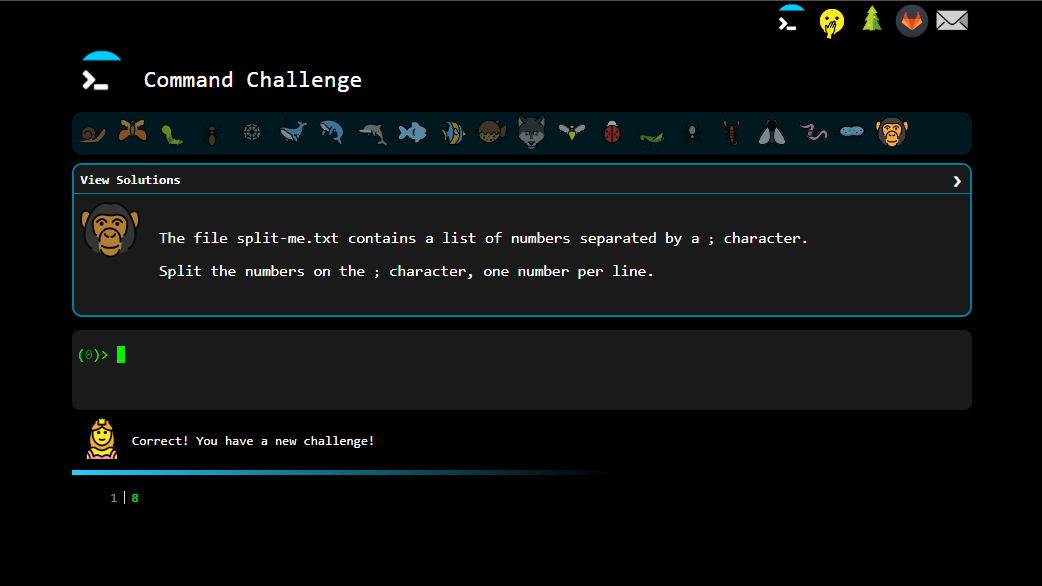 Command Challenge
View Solutions
The file split-me.txt contains a list of numbers separated by a ; character.
Split the numbers on the ; character, one number per line.
(0)>
Correct! You have a new challenge!
1 8